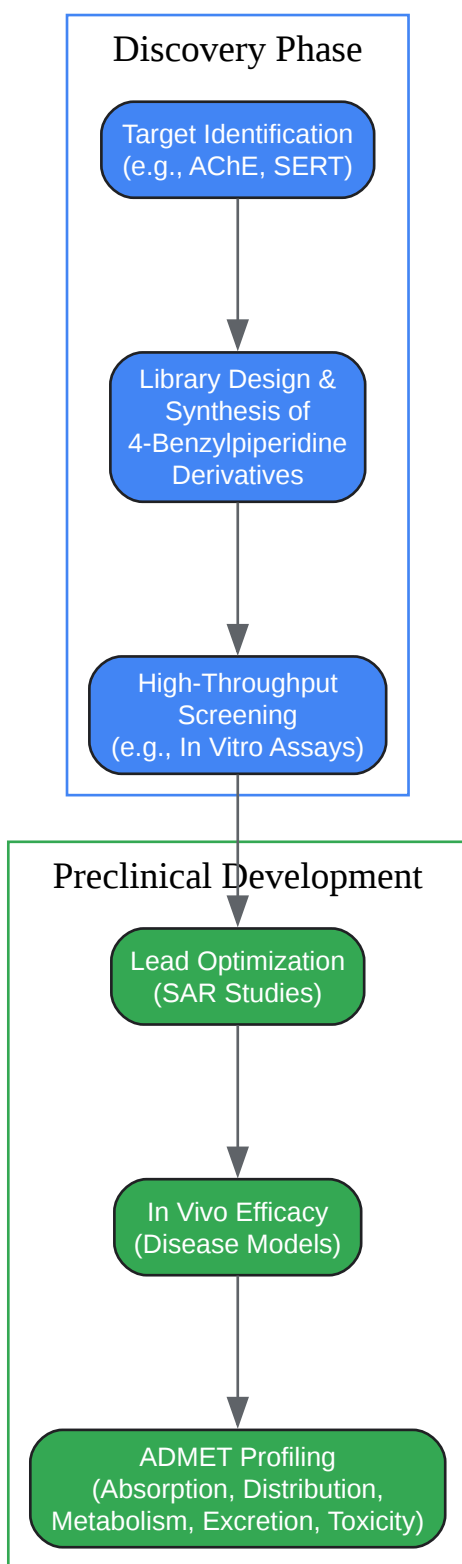 Discovery Phase
Target Identification
(e.g., AChE, SERT)
Library Design &
Synthesis of
4-Benzylpiperidine
Derivatives
High-Throughput
Screening
(e.g., In Vitro Assays)
Preclinical Development
Lead Optimization
(SAR Studies)
In Vivo Efficacy
(Disease Models)
ADMET Profiling
(Absorption, Distribution,
Metabolism, Excretion, Toxicity)